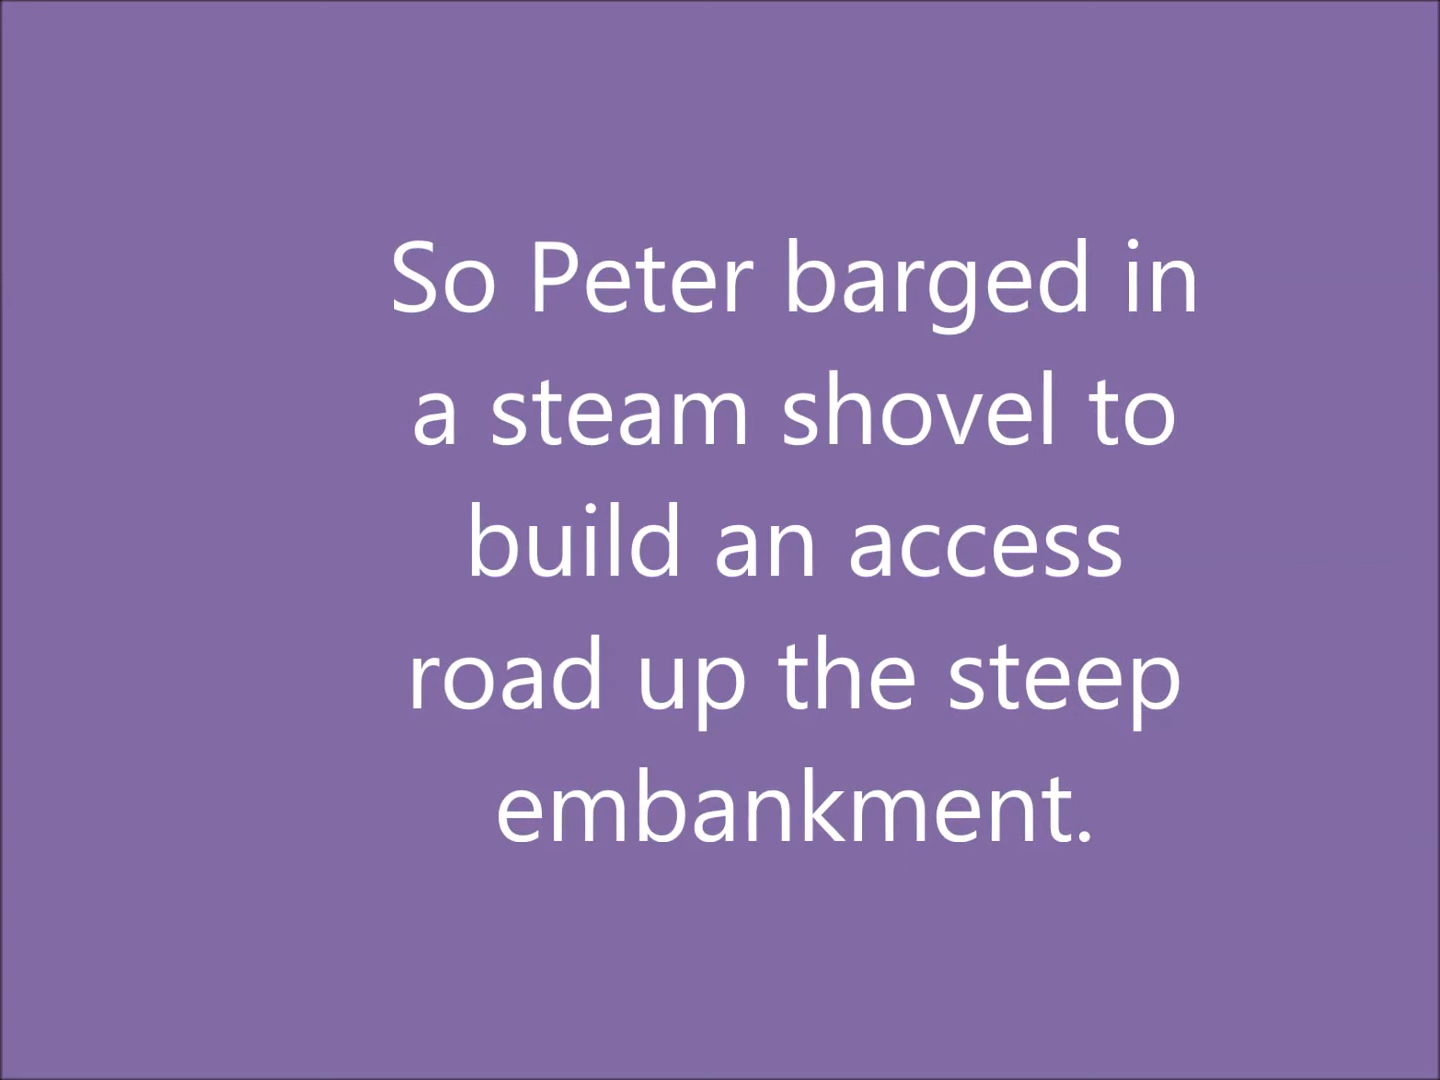 So Peter barged in
a steam shovel to
build an access
road up the steep
embankment.